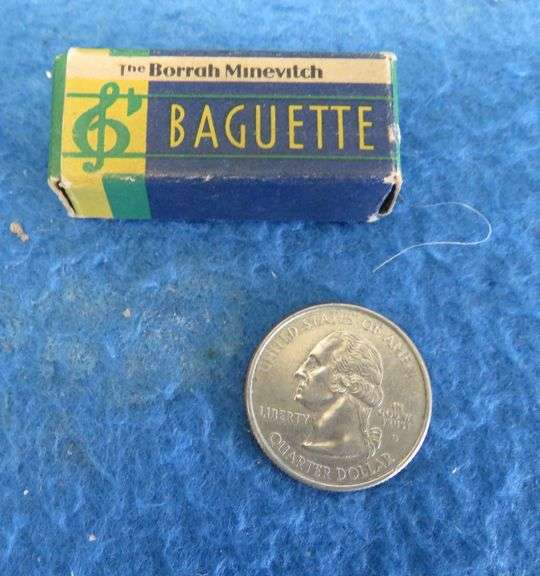 The Borrah Minevitch
BAGUETTE
UNITED STATES OF AMERICA
LIBERTY
IN
GOD WE
TRUST
D
QUARTER DOLLAR